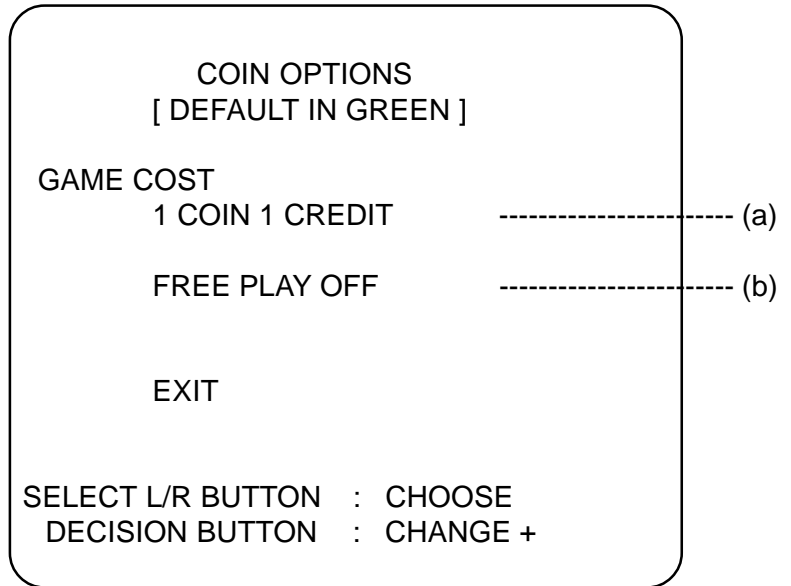 COIN OPTIONS
[ DEFAULT IN GREEN ]
GAME COST
1 COIN 1 CREDIT ------------------------ (a)
FREE PLAY OFF ------------------------ (b)
EXIT
SELECT L/R BUTTON : CHOOSE
DECISION BUTTON : CHANGE +